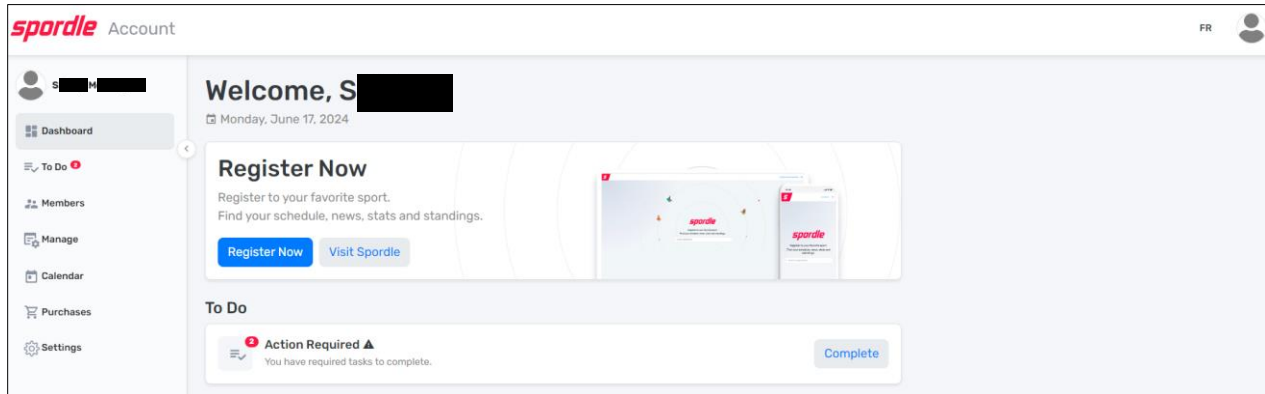 spordle Account
FR
S M
Dashboard
To Do
Members
Manage
Calendar
Purchases
Settings
Welcome, S
Monday, June 17, 2024
Register Now
Register to your favorite sport.
Find your schedule, news, stats and standings.
Register Now Visit Spordle
spordle
spordle
To Do
2
Action Required
You have required tasks to complete.
Complete